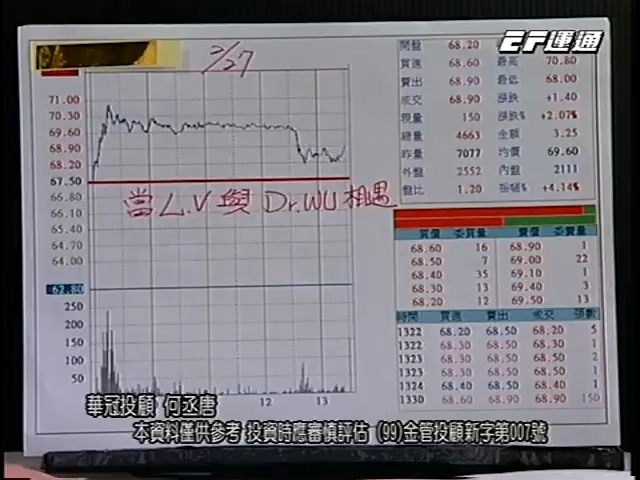 EF運通
2/27
開盤 68.20 最高 70.80
買進 68.60 最低 68.00
賣出 68.90 漲跌 +1.40
成交 68.90 漲跌% +2.07%
現量 150 金額 3.25
總量 4663 均價 69.60
昨量 7077 內盤 2111
外盤 2552 振幅% +4.14%
盤比 1.20
71.00
70.30
69.60
68.90
68.20
67.50
66.80
66.10
65.40
64.70
64.00
62.80
當 L.V 與 Dr.WU 相遇
250
200
150
100
50
12 13
買價 委買量 賣價 委賣量
68.60 16 68.90 1
68.50 7 69.00 22
68.40 35 69.10 1
68.30 13 69.40 3
68.20 12 69.50 13
時間 買進 賣出 成交 張數
1322 68.20 68.50 68.20 5
1322 68.30 68.50 68.50 1
1323 68.30 68.50 68.50 2
1323 68.30 68.50 68.50 1
1324 68.40 68.50 68.40 1
1330 68.60 68.90 68.90 150
華冠投顧 何丞唐
本資料僅供參考 投資時應審慎評估 (99)金管投顧新字第007號